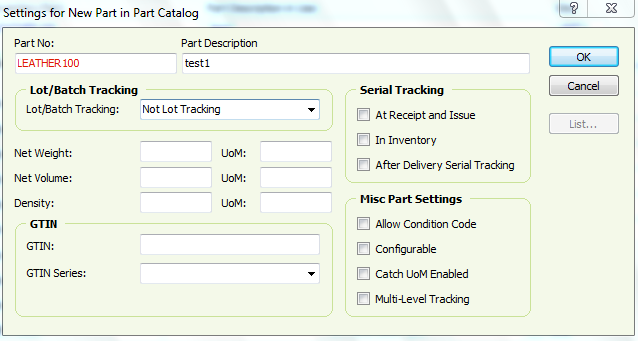 Settings for New Part in Part Catalog
Part No: Part Description
LEATHER100 test1
OK
Cancel
List...
Lot/Batch Tracking
Lot/Batch Tracking: Not Lot Tracking
Net Weight: UoM:
Net Volume: UoM:
Density: UoM:
GTIN
GTIN:
GTIN Series:
Serial Tracking
At Receipt and Issue
In Inventory
After Delivery Serial Tracking
Misc Part Settings
Allow Condition Code
Configurable
Catch UoM Enabled
Multi-Level Tracking